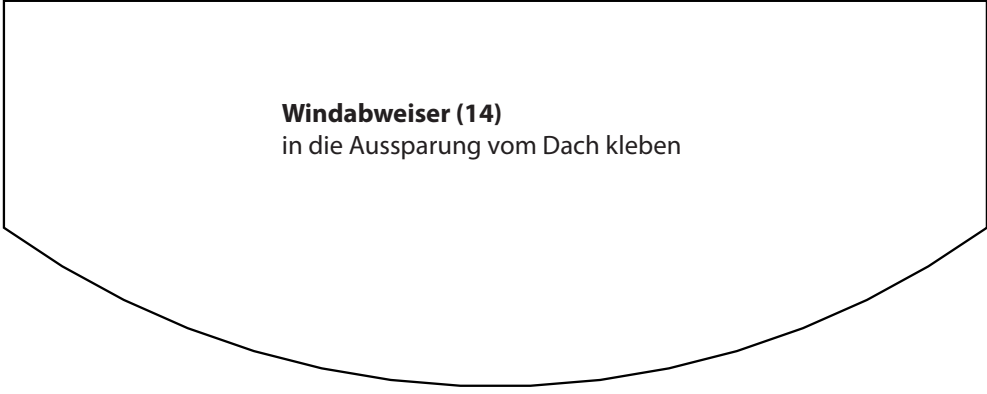 Windabweiser (14)
in die Aussparung vom Dach kleben